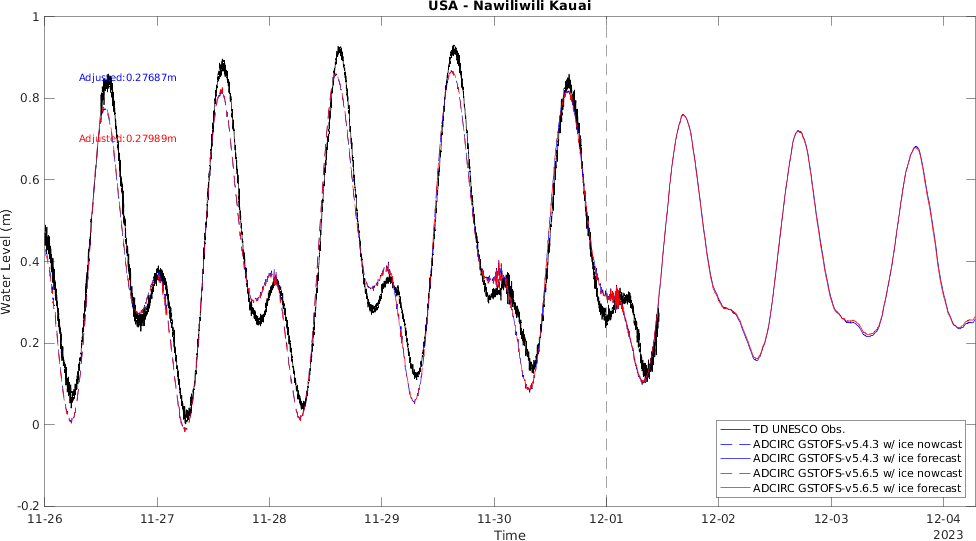 USA - Nawiliwili Kauai
1
0.8
0.6
0.4
0.2
0
-0.2
Water Level (m)
Adjusted:0.27687m
Adjusted:0.27989m
TD UNESCO Obs.
ADCIRC GSTOFS-v5.4.3 w/ ice nowcast
ADCIRC GSTOFS-v5.4.3 w/ ice forecast
ADCIRC GSTOFS-v5.6.5 w/ ice nowcast
ADCIRC GSTOFS-v5.6.5 w/ ice forecast
11-26 11-27 11-28 11-29 11-30 12-01 12-02 12-03 12-04
Time
2023